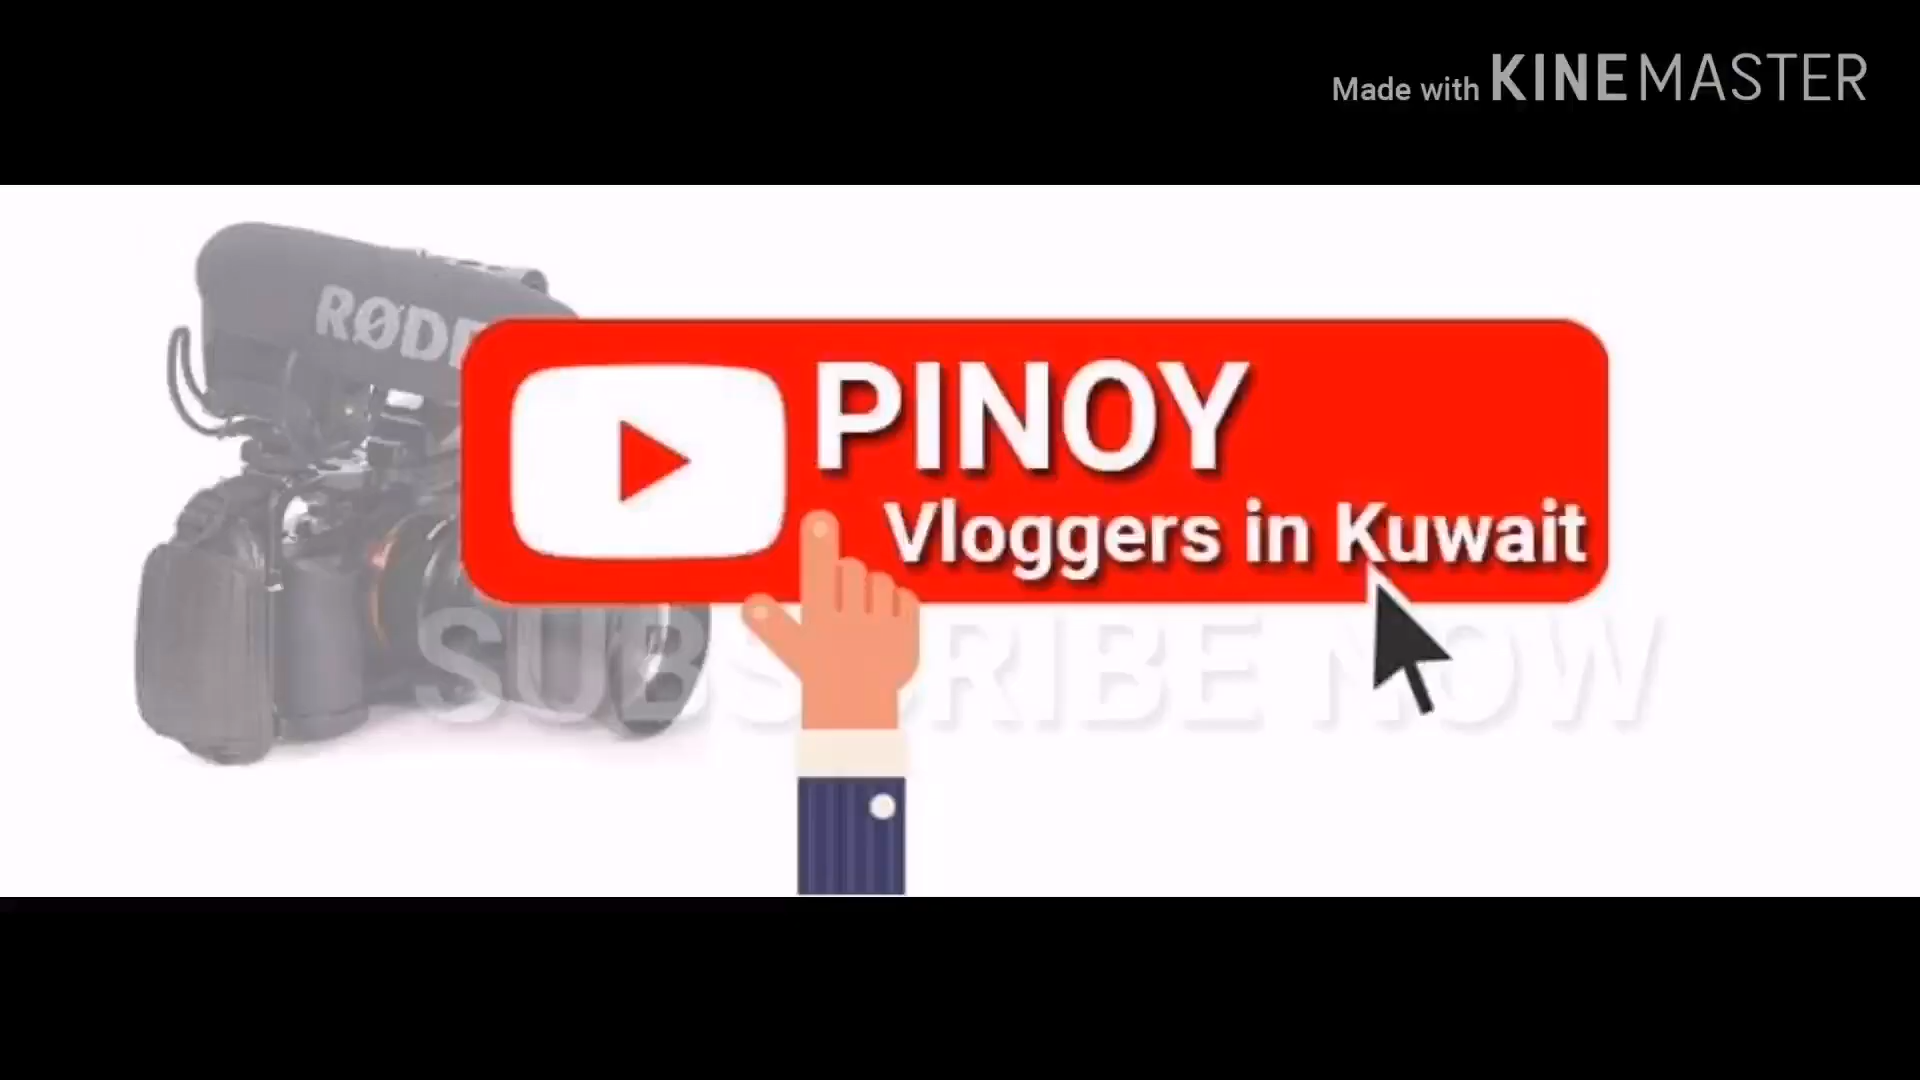 Made with KINEMASTER
RØDE
PINOY
Vloggers in Kuwait
SUBSCRIBE NOW